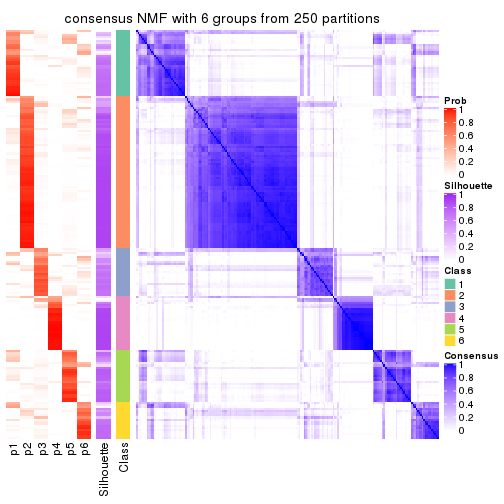 consensus NMF with 6 groups from 250 partitions
Prob
1
0.8
0.6
0.4
0.2
0
Silhouette
1
0.8
0.6
0.4
0.2
0
Class
1
2
3
4
5
6
Consensus
1
0.8
0.6
0.4
0.2
0
p1
p2
p3
p4
p5
p6
Silhouette
Class